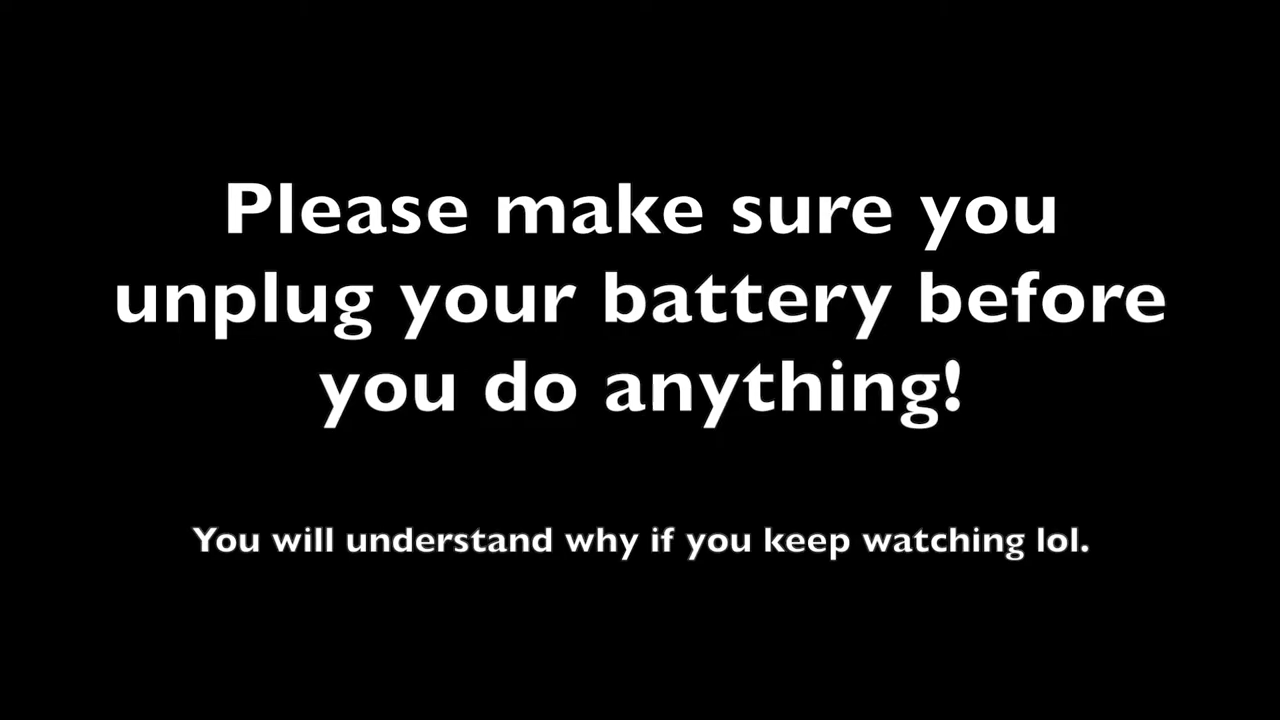 Please make sure you
unplug your battery before
you do anything!
You will understand why if you keep watching lol.